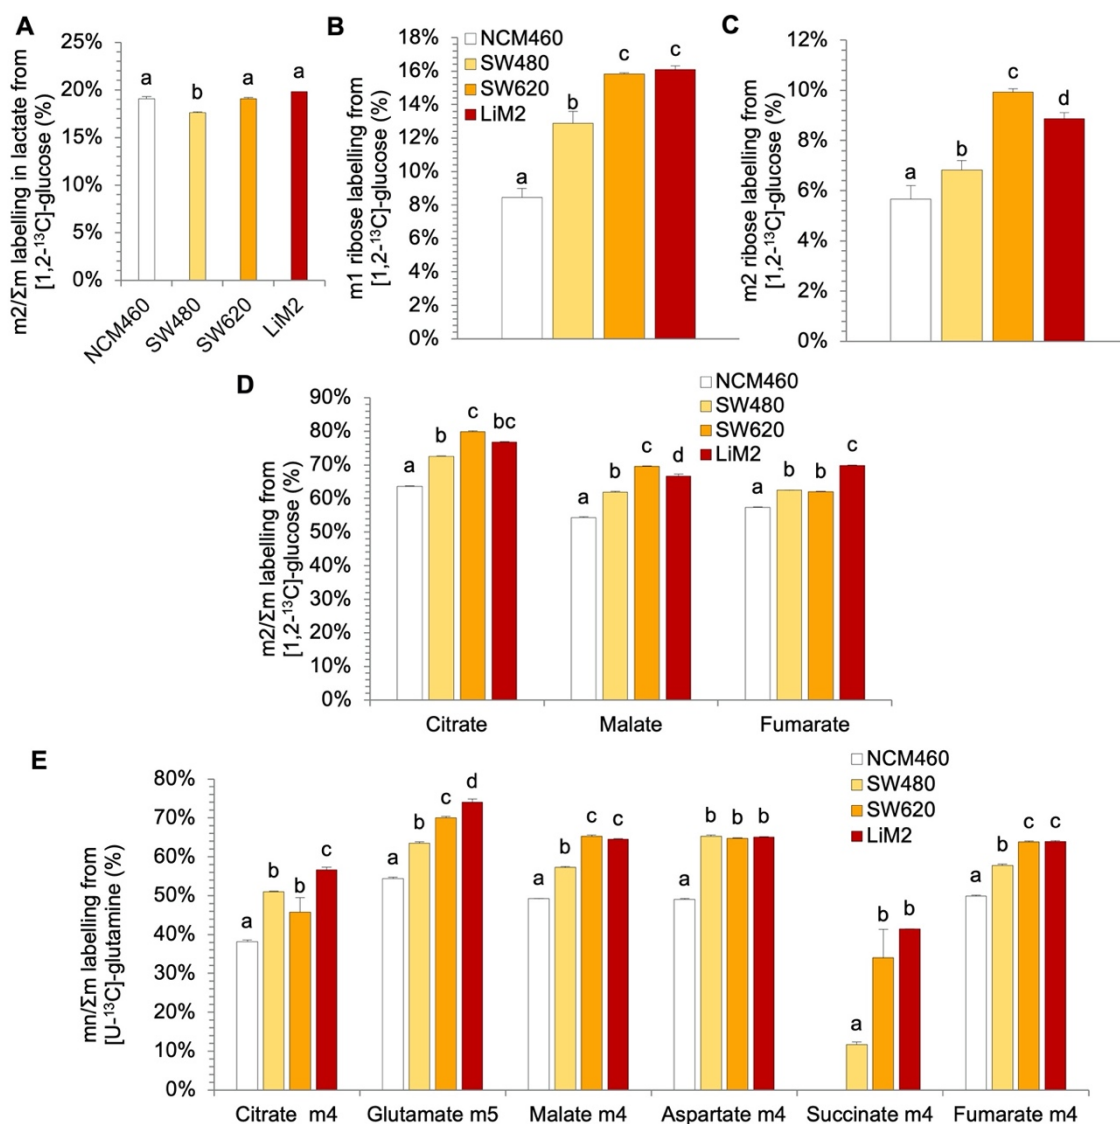 A
m2/Σm labelling in lactate from
[1,2-¹³C]-glucose (%)
25%
20%
15%
10%
5%
0%
a
b
a
a
NCM460
SW480
SW620
LiM2
B
m1 ribose labelling from
[1,2-¹³C]-glucose (%)
18%
16%
14%
12%
10%
8%
6%
4%
2%
0%
NCM460
SW480
SW620
LiM2
a
b
c
c
C
m2 ribose labelling from
[1,2-¹³C]-glucose (%)
12%
10%
8%
6%
4%
2%
0%
a
b
c
d
D
m2/Σm labelling from
[1,2-¹³C]-glucose (%)
90%
80%
70%
60%
50%
40%
30%
20%
10%
0%
NCM460
SW480
SW620
LiM2
a
b
c
bc
a
b
c
d
a
b
b
c
Citrate
Malate
Fumarate
E
mn/Σm labelling from
[U-¹³C]-glutamine (%)
80%
70%
60%
50%
40%
30%
20%
10%
0%
NCM460
SW480
SW620
LiM2
a
b
b
c
a
b
c
d
a
b
c
c
a
b
b
b
a
b
b
a
b
c
c
Citrate m4
Glutamate m5
Malate m4
Aspartate m4
Succinate m4
Fumarate m4